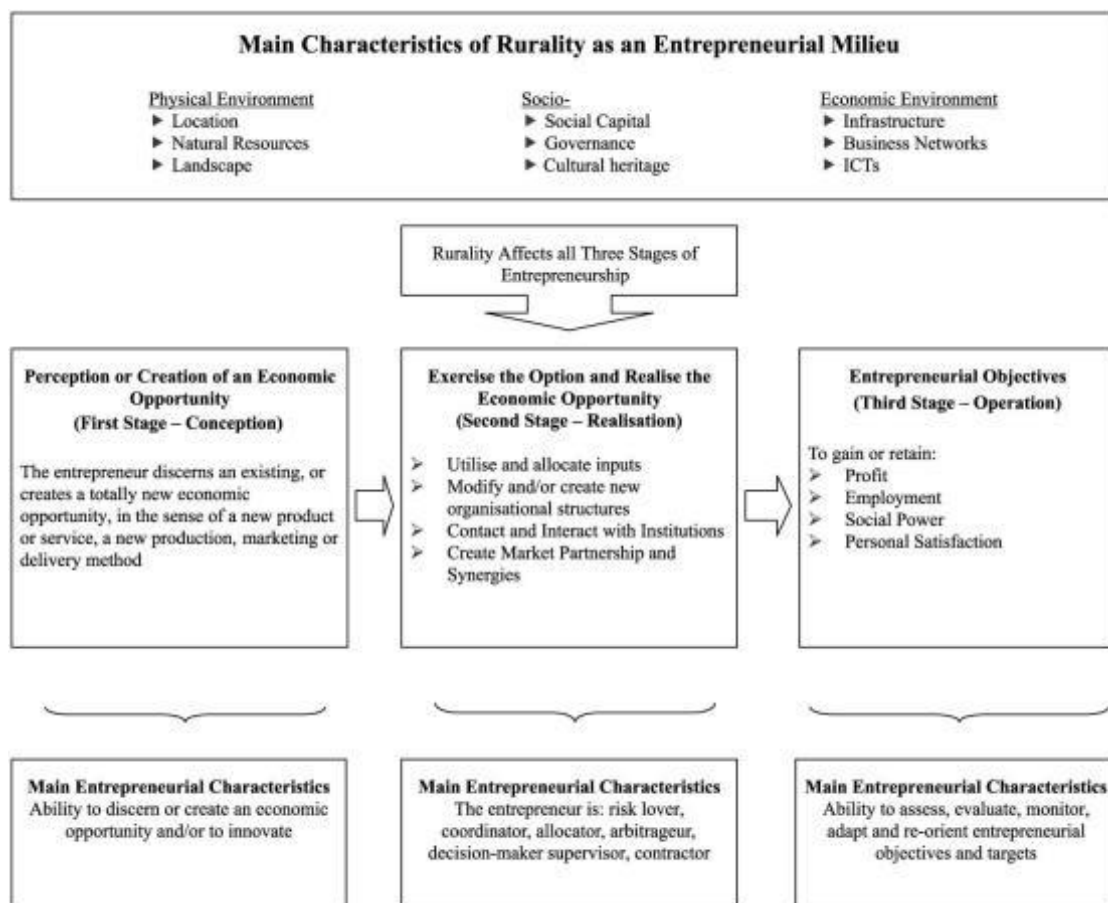 Main Characteristics of Rurality as an Entrepreneurial Milieu
Physical Environment
► Location
► Natural Resources
► Landscape
Socio-
► Social Capital
► Governance
► Cultural heritage
Economic Environment
► Infrastructure
► Business Networks
► ICTs
Rurality Affects all Three Stages of
Entrepreneurship
Perception or Creation of an Economic
Opportunity
(First Stage – Conception)
The entrepreneur discerns an existing, or
creates a totally new economic
opportunity, in the sense of a new product
or service, a new production, marketing or
delivery method
Exercise the Option and Realise the
Economic Opportunity
(Second Stage – Realisation)
➢ Utilise and allocate inputs
➢ Modify and/or create new
organisational structures
➢ Contact and Interact with Institutions
➢ Create Market Partnership and
Synergies
Entrepreneurial Objectives
(Third Stage – Operation)
To gain or retain:
➢ Profit
➢ Employment
➢ Social Power
➢ Personal Satisfaction
Main Entrepreneurial Characteristics
Ability to discern or create an economic
opportunity and/or to innovate
Main Entrepreneurial Characteristics
The entrepreneur is: risk lover,
coordinator, allocator, arbitrageur,
decision-maker supervisor, contractor
Main Entrepreneurial Characteristics
Ability to assess, evaluate, monitor,
adapt and re-orient entrepreneurial
objectives and targets